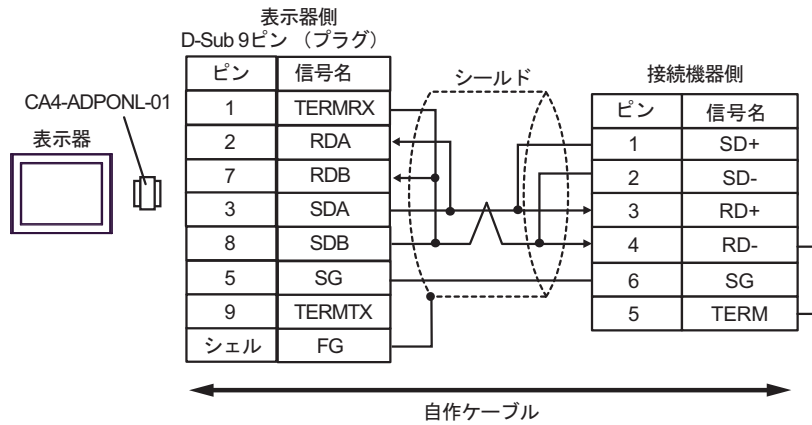 表示器側
D-Sub 9ピン （プラグ）
CA4-ADPONL-01
表示器
ピン 信号名
1 TERMRX
2 RDA
7 RDB
3 SDA
8 SDB
5 SG
9 TERMTX
シェル FG
シールド
接続機器側
ピン 信号名
1 SD+
2 SD-
3 RD+
4 RD-
6 SG
5 TERM
自作ケーブル